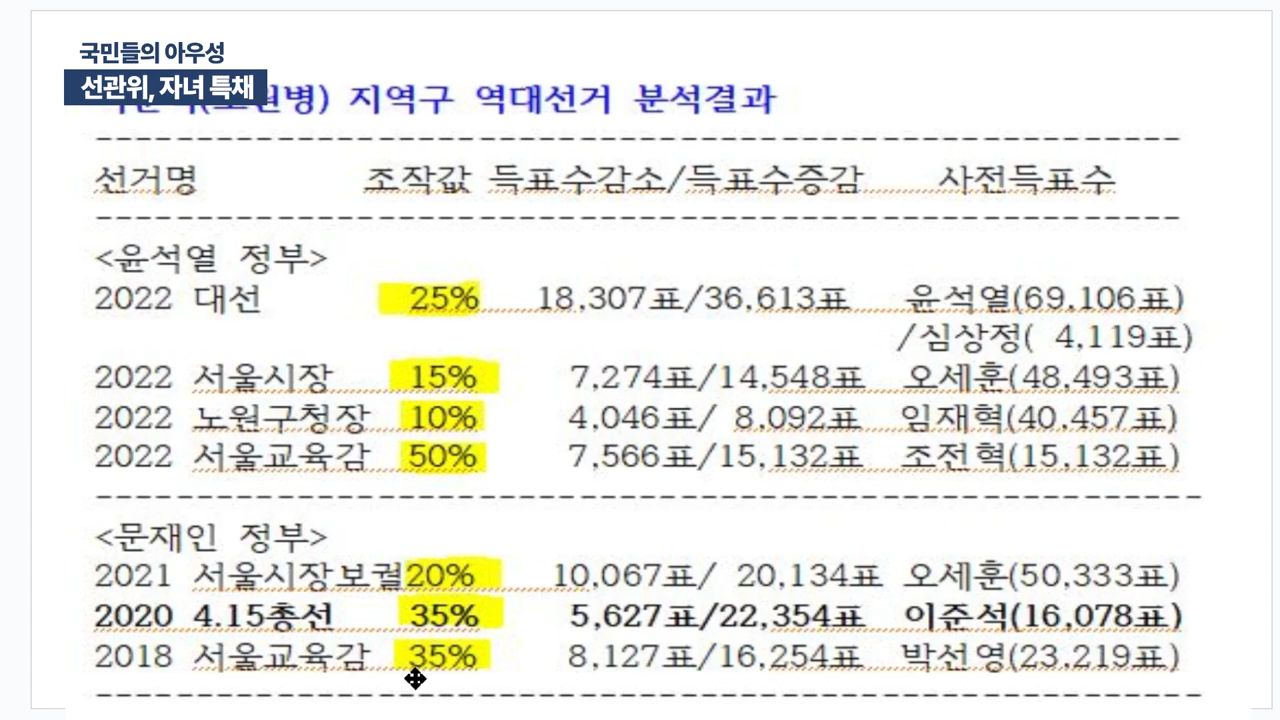 국민들의 아우성
선관위, 자녀 특채
병) 지역구 역대선거 분석결과
선거명 조작값 득표수감소/득표수증감 사전득표수
<윤석열 정부>
2022 대선 25% 18,307표/36,613표 윤석열(69,106표)
/심상정( 4,119표)
2022 서울시장 15% 7,274표/14,548표 오세훈(48,493표)
2022 노원구청장 10% 4,046표/ 8,092표 임재혁(40,457표)
2022 서울교육감 50% 7,566표/15,132표 조전혁(15,132표)
<문재인 정부>
2021 서울시장보궐20% 10,067표/ 20,134표 오세훈(50,333표)
2020 4.15총선 35% 5,627표/22,354표 이준석(16,078표)
2018 서울교육감 35% 8,127표/16,254표 박선영(23,219표)